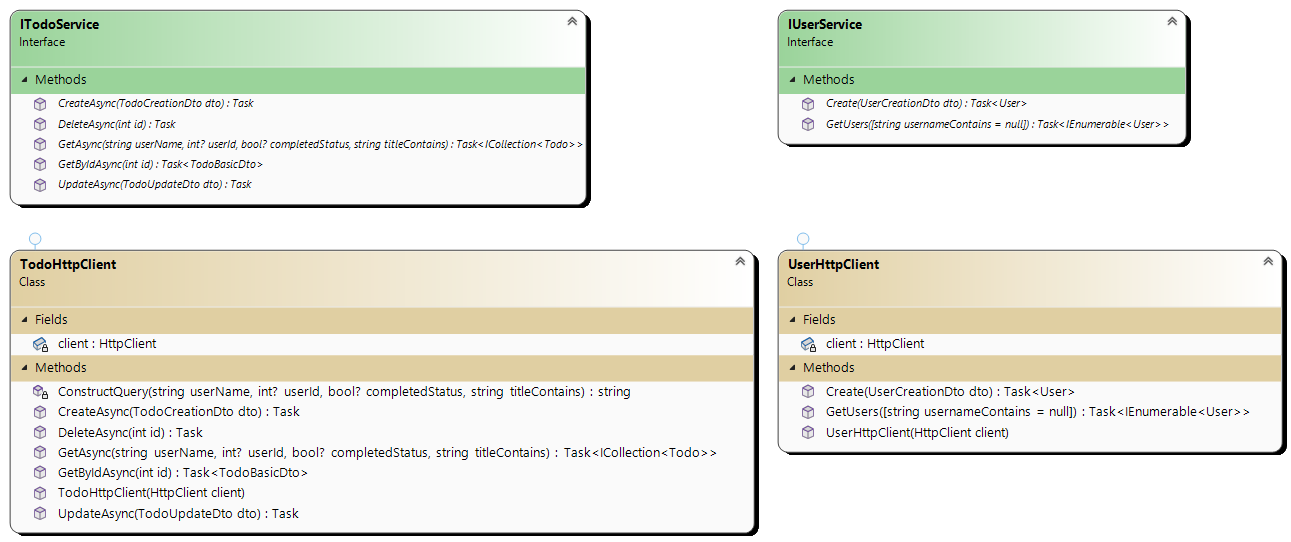 ITodoService
Interface
Methods
CreateAsync(TodoCreationDto dto) : Task
DeleteAsync(int id) : Task
GetAsync(string userName, int? userId, bool? completedStatus, string titleContains) : Task<ICollection<Todo>>
GetByIdAsync(int id) : Task<TodoBasicDto>
UpdateAsync(TodoUpdateDto dto) : Task
IUserService
Interface
Methods
Create(UserCreationDto dto) : Task<User>
GetUsers([string usernameContains = null]) : Task<IEnumerable<User>>
TodoHttpClient
Class
Fields
client : HttpClient
Methods
ConstructQuery(string userName, int? userId, bool? completedStatus, string titleContains) : string
CreateAsync(TodoCreationDto dto) : Task
DeleteAsync(int id) : Task
GetAsync(string userName, int? userId, bool? completedStatus, string titleContains) : Task<ICollection<Todo>>
GetByIdAsync(int id) : Task<TodoBasicDto>
TodoHttpClient(HttpClient client)
UpdateAsync(TodoUpdateDto dto) : Task
UserHttpClient
Class
Fields
client : HttpClient
Methods
Create(UserCreationDto dto) : Task<User>
GetUsers([string usernameContains = null]) : Task<IEnumerable<User>>
UserHttpClient(HttpClient client)